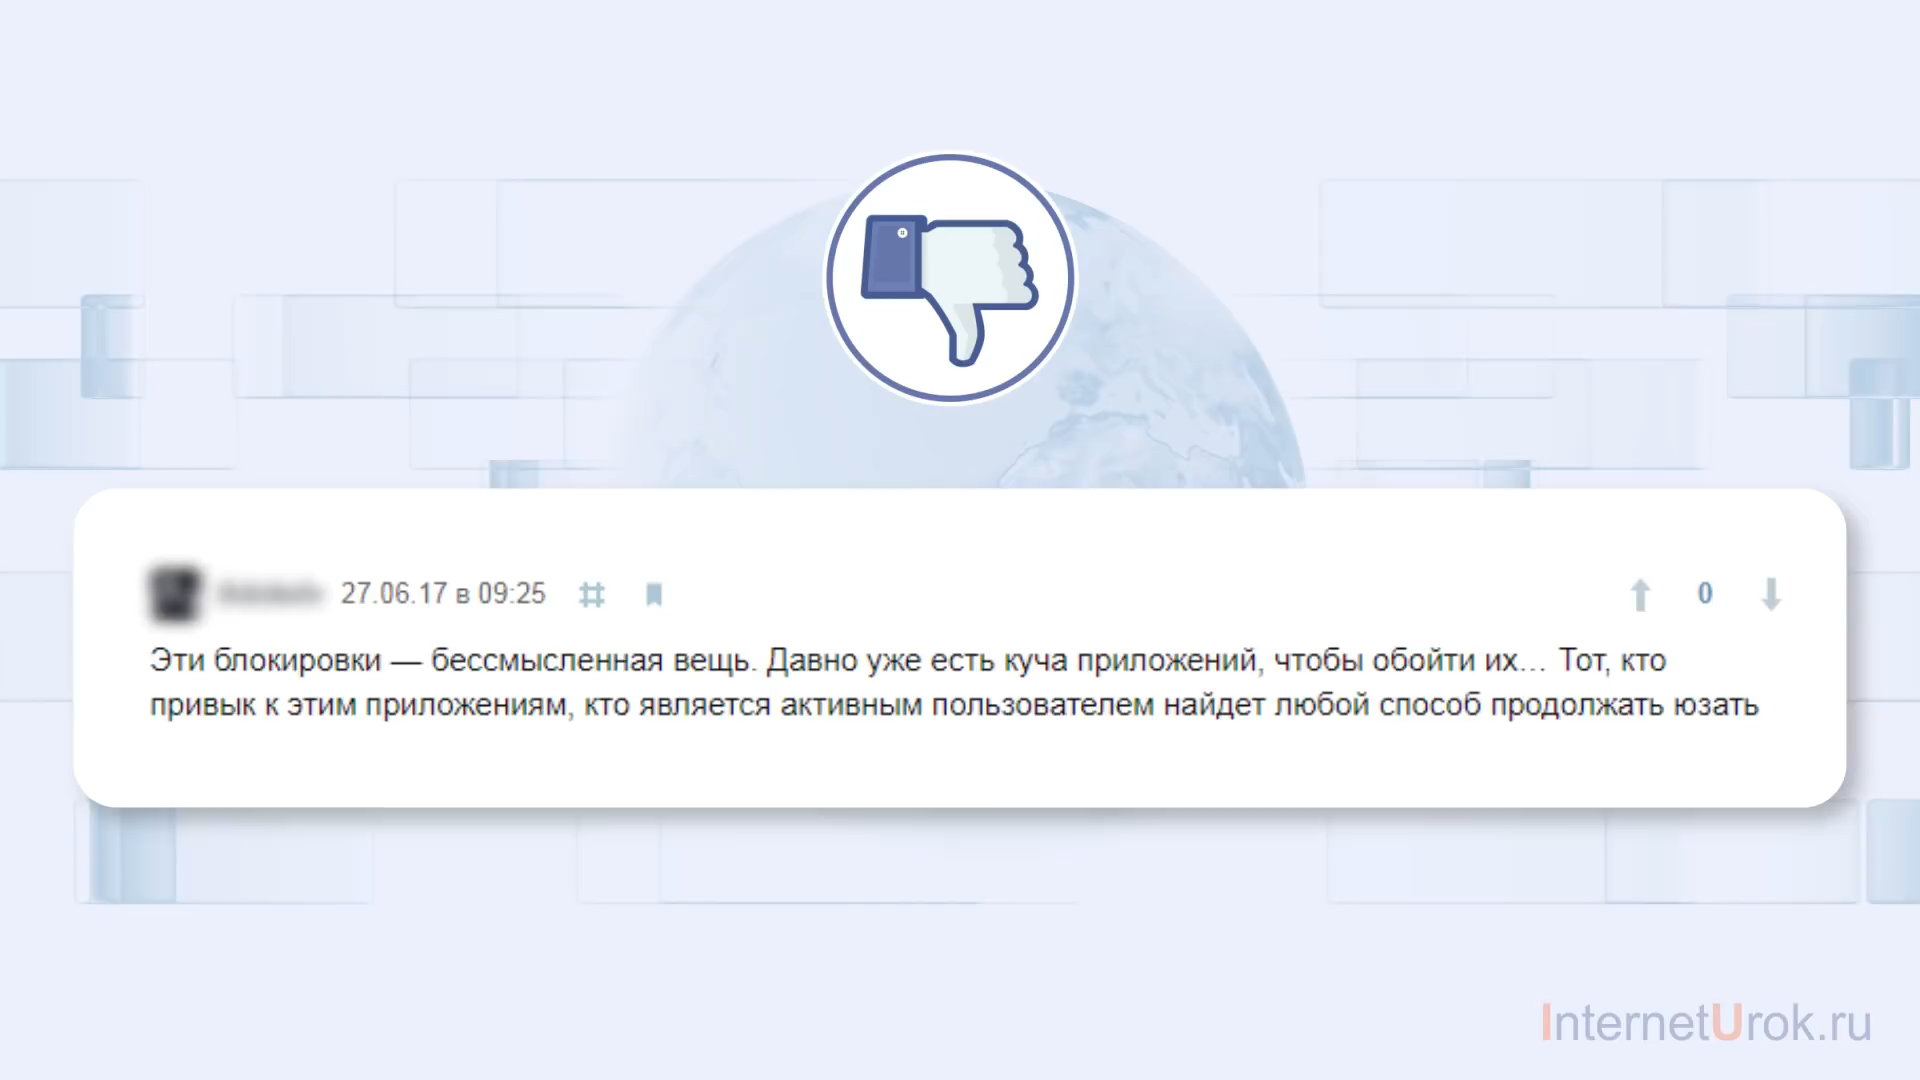 27.06.17 в 09:25
0
Эти блокировки — бессмысленная вещь. Давно уже есть куча приложений, чтобы обойти их... Тот, кто
привык к этим приложениям, кто является активным пользователем найдет любой способ продолжать юзать
InternetUrok.ru